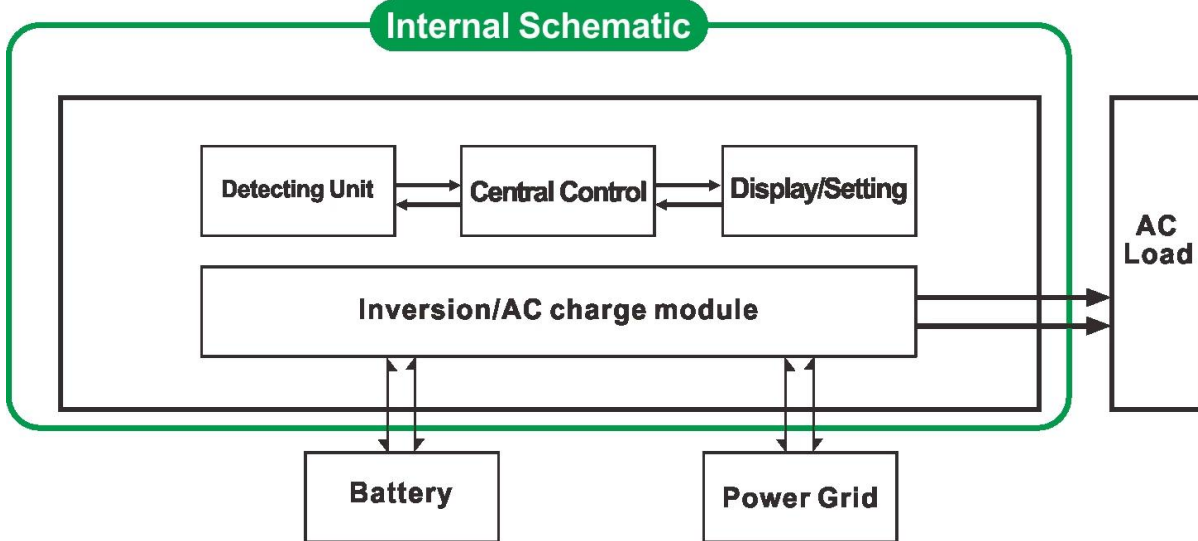 Internal Schematic
Detecting Unit
Central Control
Display/Setting
AC
Load
Inversion/AC charge module
Battery
Power Grid